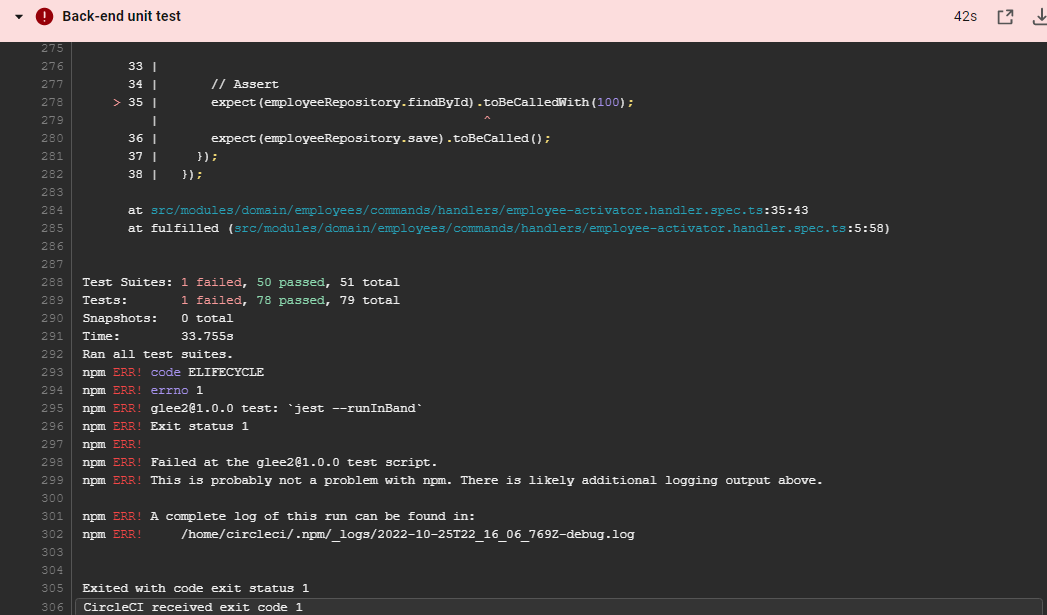 Back-end unit test 42s
275
276 33 |
277 34 | // Assert
278 > 35 | expect(employeeRepository.findById).toBeCalledWith(100);
279 | ^
280 36 | expect(employeeRepository.save).toBeCalled();
281 37 | });
282 38 | });
283
284 at src/modules/domain/employees/commands/handlers/employee-activator.handler.spec.ts:35:43
285 at fulfilled (src/modules/domain/employees/commands/handlers/employee-activator.handler.spec.ts:5:58)
286
287
288 Test Suites: 1 failed, 50 passed, 51 total
289 Tests: 1 failed, 78 passed, 79 total
290 Snapshots: 0 total
291 Time: 33.755s
292 Ran all test suites.
293 npm ERR! code ELIFECYCLE
294 npm ERR! errno 1
295 npm ERR! glee2@1.0.0 test: `jest --runInBand`
296 npm ERR! Exit status 1
297 npm ERR!
298 npm ERR! Failed at the glee2@1.0.0 test script.
299 npm ERR! This is probably not a problem with npm. There is likely additional logging output above.
300
301 npm ERR! A complete log of this run can be found in:
302 npm ERR! /home/circleci/.npm/_logs/2022-10-25T22_16_06_769Z-debug.log
303
304
305 Exited with code exit status 1
306 CircleCI received exit code 1